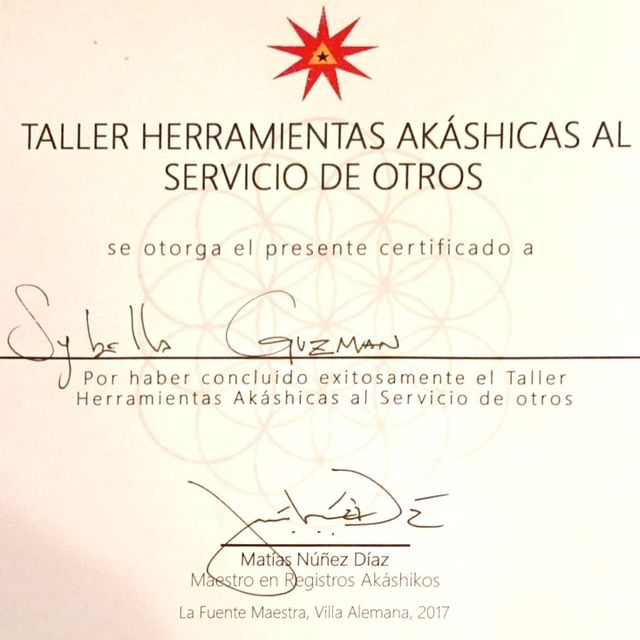 TALLER HERRAMIENTAS AKÁSHICAS AL
SERVICIO DE OTROS
se otorga el presente certificado a
Sybella Guzman
Por haber concluido exitosamente el Taller
Herramientas Akáshicas al Servicio de otros
Matías Núñez Díaz
Maestro en Registros Akáshikos
La Fuente Maestra, Villa Alemana, 2017